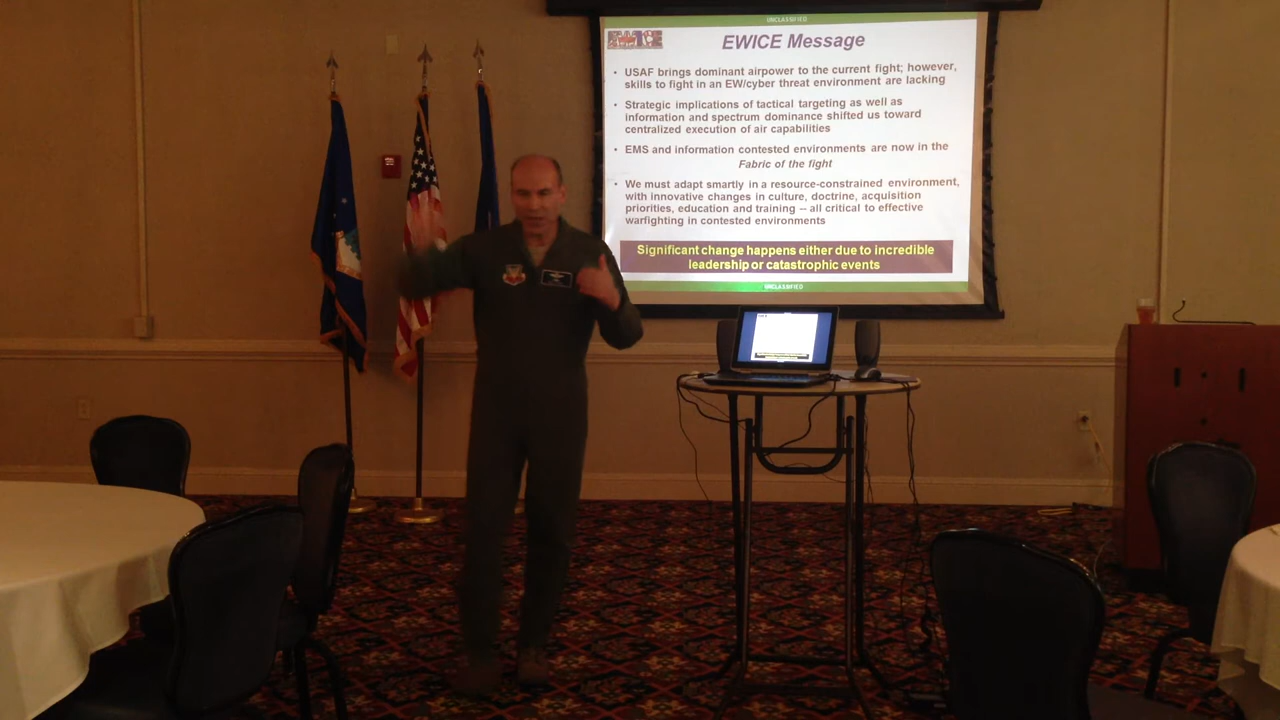 UNCLASSIFIED
EWICE Message
• USAF brings dominant airpower to the current fight; however,
skills to fight in an EW/cyber threat environment are lacking
• Strategic implications of tactical targeting as well as
information and spectrum dominance shifted us toward
centralized execution of air capabilities
• EMS and information contested environments are now in the
Fabric of the fight
• We must adapt smartly in a resource-constrained environment,
with innovative changes in culture, doctrine, acquisition
priorities, education and training – all critical to effective
warfighting in contested environments
Significant change happens either due to incredible
leadership or catastrophic events
UNCLASSIFIED